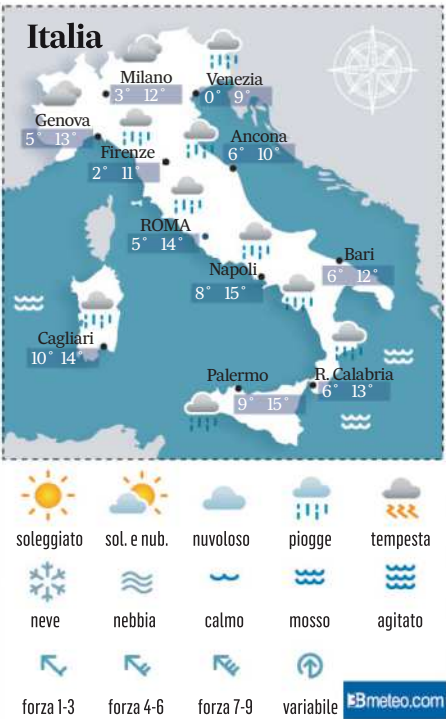 Italia
Milano
3° 12°
Venezia
0° 9°
Genova
5° 13°
Firenze
2° 11
Ancona
6° 10°
ROMA
5° 14°
Napoli
8° 15°
Bari
6° 12°
Cagliari
10° 14°
Palermo
9° 15°
R. Calabria
6° 13°
soleggiato sol. e nub. nuvoloso piogge tempesta
neve nebbia calmo mosso agitato
forza 1-3 forza 4-6 forza 7-9 variabile
3Bmeteo.com